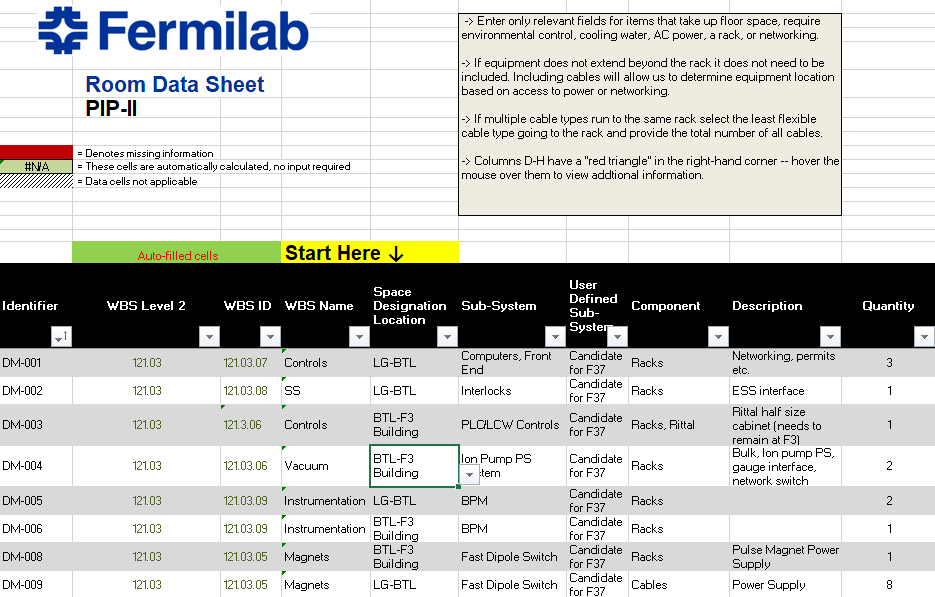 Fermilab
Room Data Sheet
PIP-II
-> Enter only relevant fields for items that take up floor space, require
environmental control, cooling water, AC power, a rack, or networking.
-> If equipment does not extend beyond the rack it does not need to be
included. Including cables will allow us to determine equipment location
based on access to power or networking.
-> If multiple cable types run to the same rack select the least flexible
cable type going to the rack and provide the total number of all cables.
-> Columns D-H have a "red triangle" in the right-hand corner -- hover the
mouse over them to view addtional information.
= Denotes missing information
#N/A = These cells are automatically calculated, no input required
= Data cells not applicable
Auto-filled cells Start Here ↓
Identifier WBS Level 2 WBS ID WBS Name Space Designation Location Sub-System User Defined Sub-System Component Description Quantity
DM-001 121.03 121.03.07 Controls LG-BTL Computers, Front End Candidate for F37 Racks Networking, permits etc. 3
DM-002 121.03 121.03.08 SS LG-BTL Interlocks Candidate for F37 Racks ESS interface 1
DM-003 121.03 121.3.06 Controls BTL-F3 Building PLC/LCW Controls Candidate for F37 Racks, Rittal Rittal half size cabinet (needs to remain at F3) 1
DM-004 121.03 121.03.06 Vacuum BTL-F3 Building Ion Pump PS Candidate for F37 Racks Bulk, Ion pump PS, gauge interface, network switch 2
DM-005 121.03 121.03.09 Instrumentation LG-BTL BPM Candidate for F37 Racks 2
DM-006 121.03 121.03.09 Instrumentation BTL-F3 Building BPM Candidate for F37 Racks 1
DM-008 121.03 121.03.05 Magnets BTL-F3 Building Fast Dipole Switch Candidate for F37 Racks Pulse Magnet Power Supply 1
DM-009 121.03 121.03.05 Magnets LG-BTL Fast Dipole Switch Candidate for F37 Cables Power Supply 8